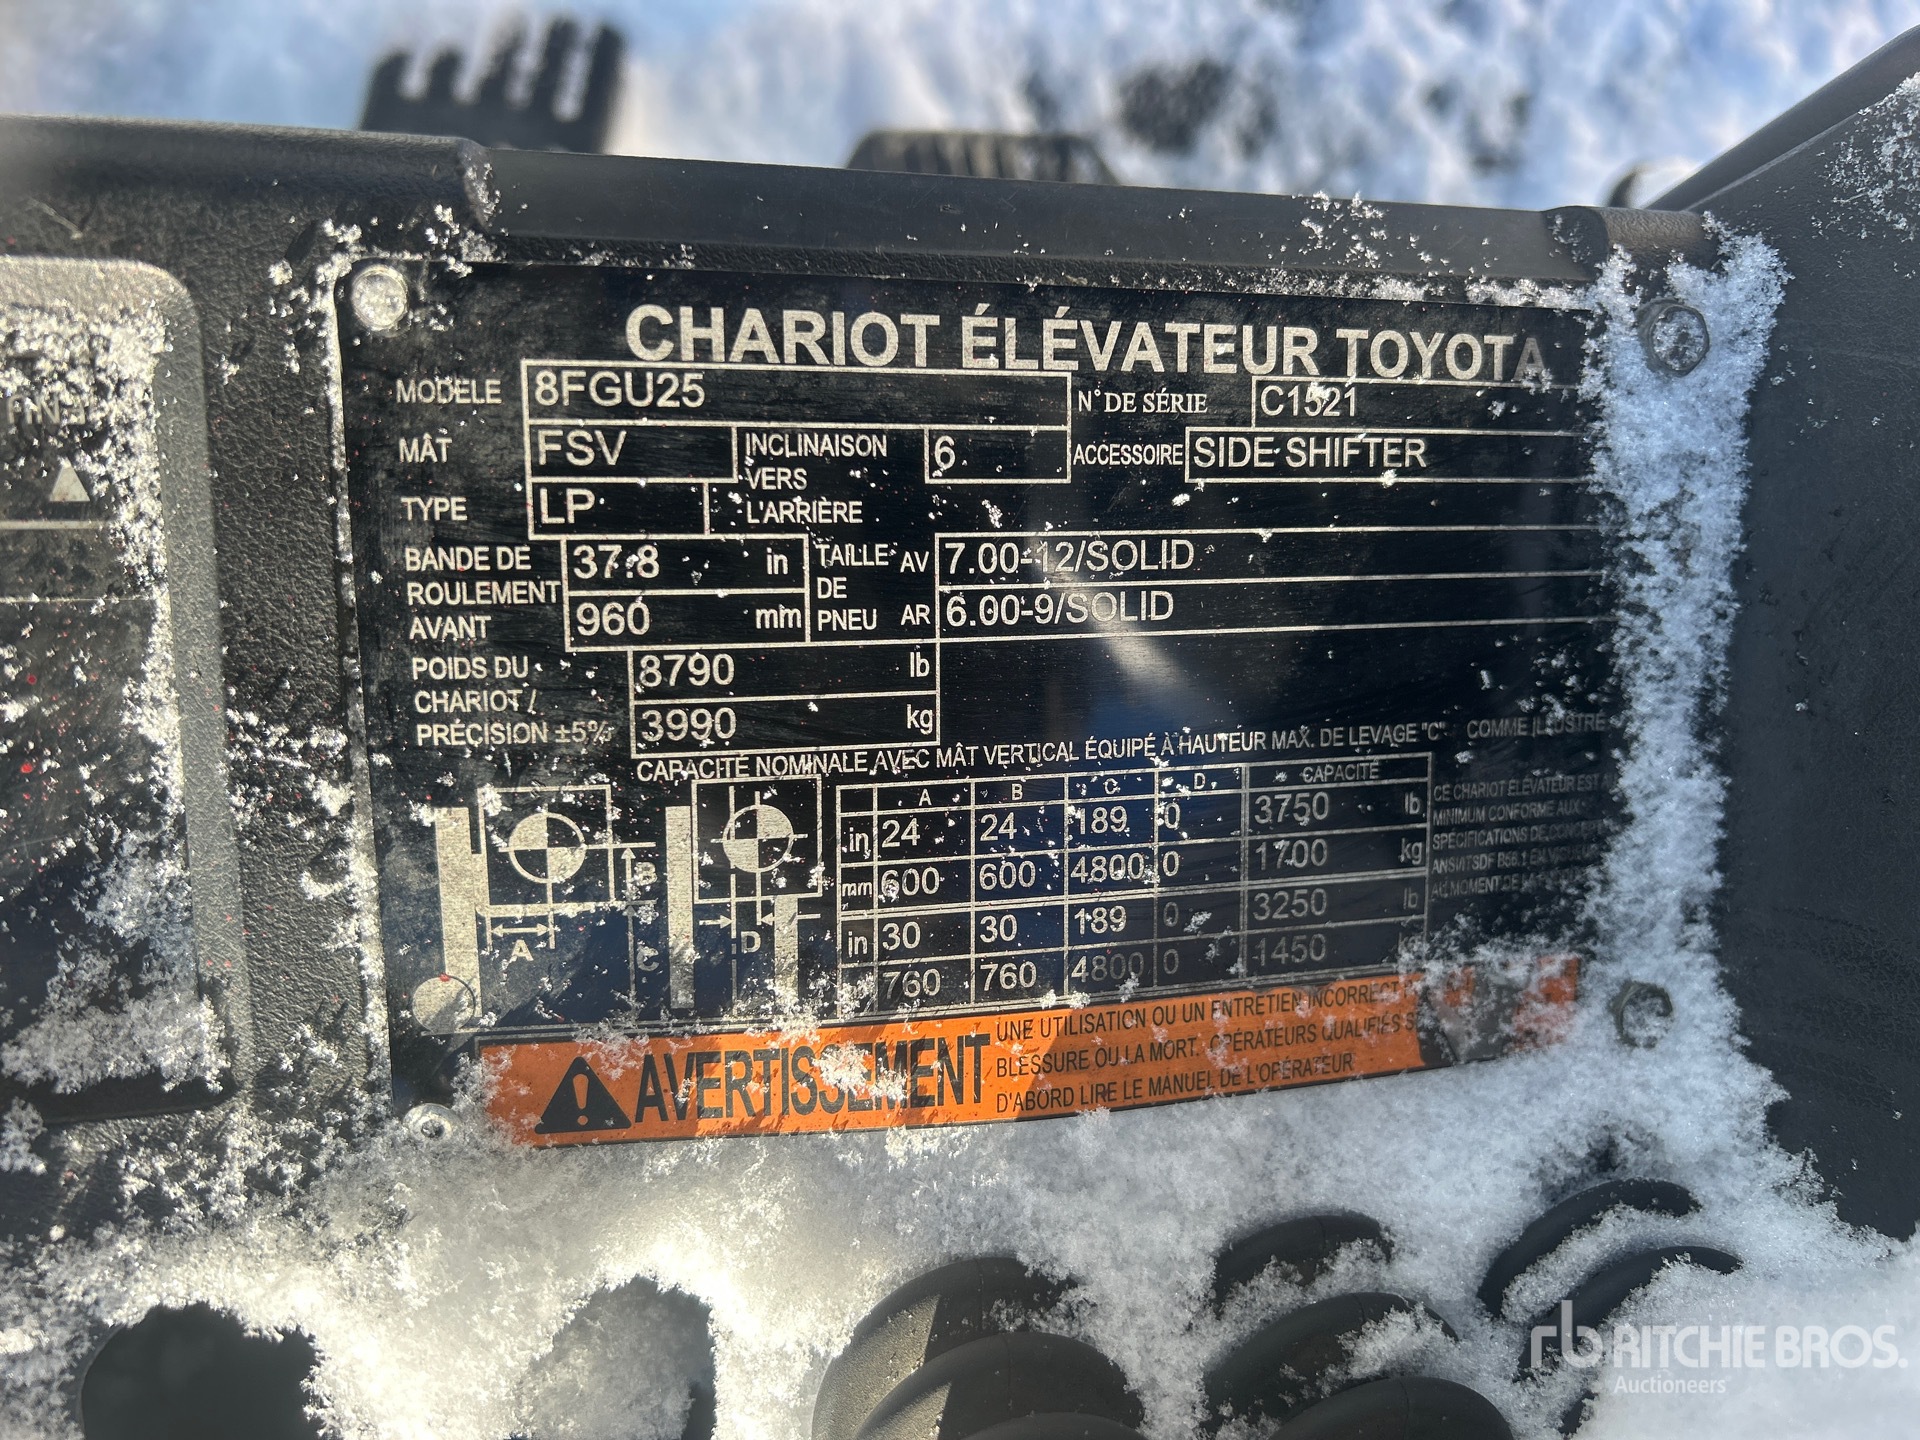 CHARIOT ÉLÉVATEUR TOYOTA
MODÈLE 8FGU25 N° DE SÉRIE C1521
MÂT FSV INCLINAISON VERS L'ARRIÈRE 6 ACCESSOIRE SIDE SHIFTER
TYPE LP
BANDE DE ROULEMENT AVANT 37.8 in
960 mm
TAILLE DE PNEU AV 7.00-12/SOLID
AR 6.00-9/SOLID
POIDS DU CHARIOT / PRÉCISION ±5% 8790 lb
3990 kg
CAPACITÉ NOMINALE AVEC MÂT VERTICAL ÉQUIPÉ À HAUTEUR MAX. DE LEVAGE "C" COMME ILLUSTRÉ
A B C D CAPACITÉ
in 24 24 189 0 3750 lb
mm 600 600 4800 0 1700 kg
in 30 30 189 0 3250 lb
760 760 4800 0 1450 kg
A B C D
CE CHARIOT ÉLÉVATEUR EST AU
MINIMUM CONFORME AUX
SPÉCIFICATIONS DE
AU MOMENT DE LA
AVERTISSEMENT
UNE UTILISATION OU UN ENTRETIEN INCORRECT
BLESSURE OU LA MORT. OPÉRATEURS QUALIFIÉS
D'ABORD LIRE LE MANUEL DE L'OPÉRATEUR
rb RITCHIE BROS.
Auctioneers